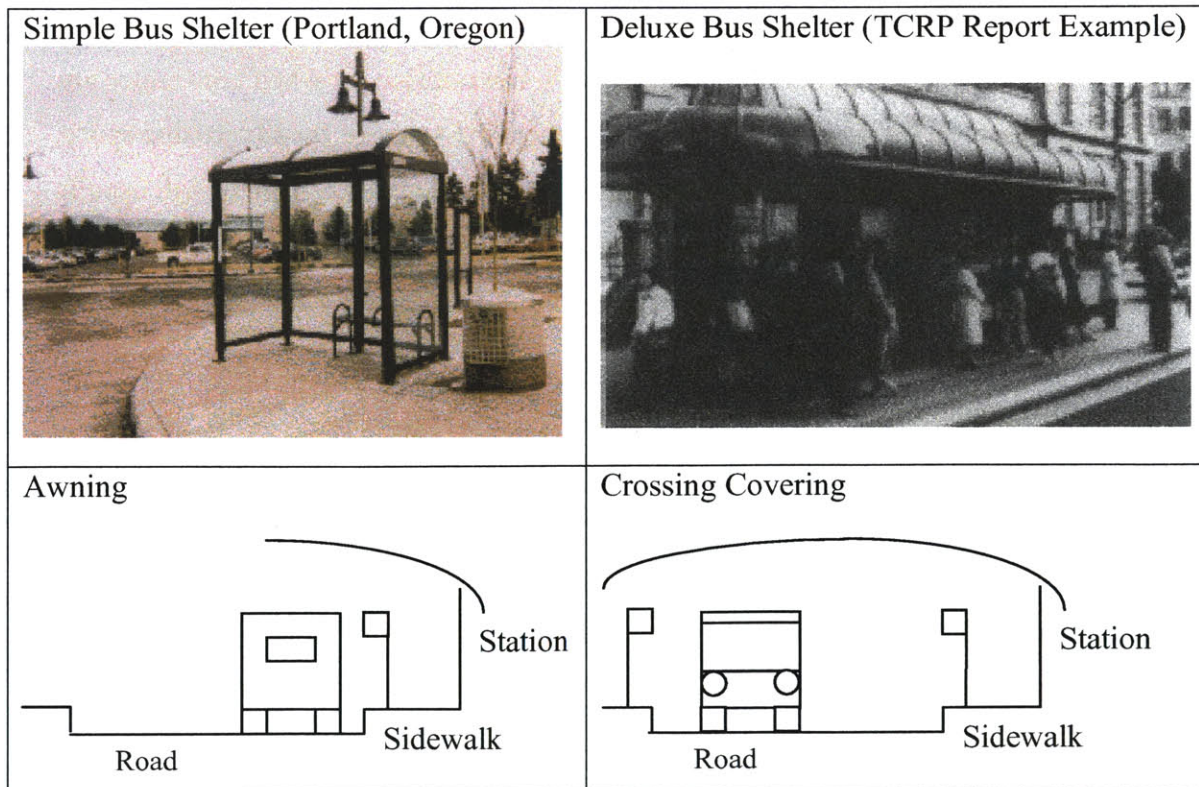 Simple Bus Shelter (Portland, Oregon)
Deluxe Bus Shelter (TCRP Report Example)
Awning
Station
Sidewalk
Road
Crossing Covering
Station
Sidewalk
Road